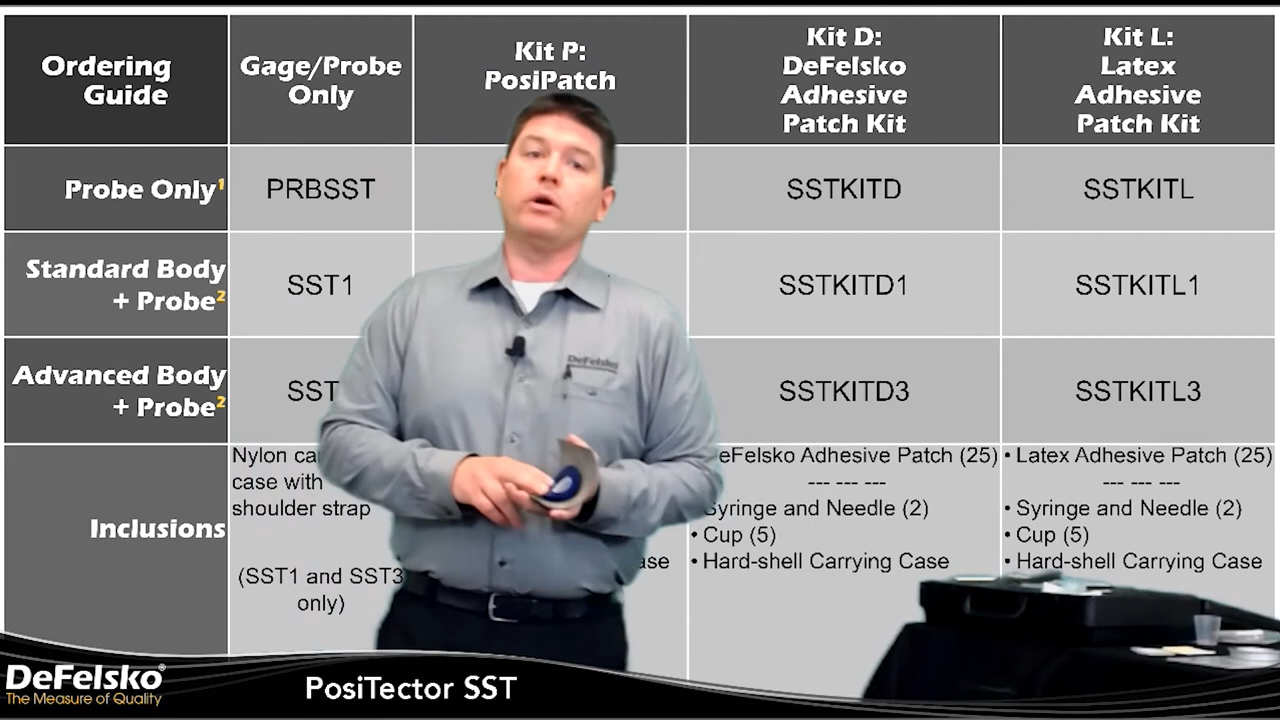 Ordering
Guide
Gage/Probe
Only
Kit P:
PosiPatch
Kit D:
DeFelsko
Adhesive
Patch Kit
Kit L:
Latex
Adhesive
Patch Kit
Probe Only¹
PRBSST
SSTKITD
SSTKITL
Standard Body
+ Probe²
SST1
SSTKITD1
SSTKITL1
Advanced Body
+ Probe²
SST
SSTKITD3
SSTKITL3
Inclusions
Nylon
case with
shoulder strap
(SST1 and SST3
only)
Adhesive Patch (25)
--- --- ---
Syringe and Needle (2)
• Cup (5)
• Hard-shell Carrying Case
• Latex Adhesive Patch (25)
--- --- ---
• Syringe and Needle (2)
• Cup (5)
• Hard-shell Carrying Case
DeFelsko
DeFelsko®
The Measure of Quality
PosiTector SST